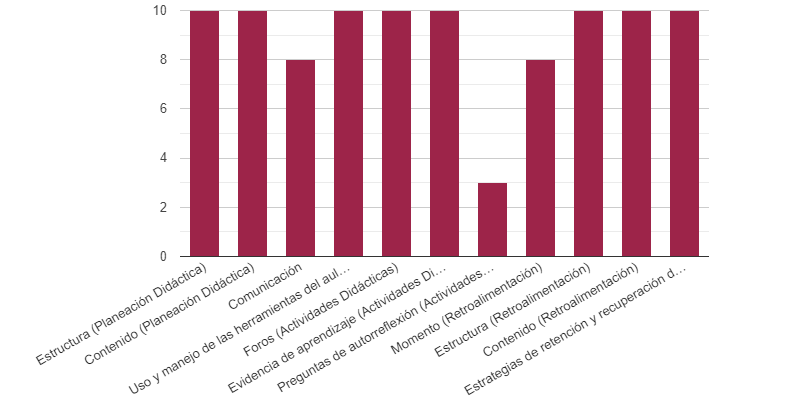 10
8
6
4
2
0
Estructura (Planeación Didáctica)
Contenido (Planeación Didáctica)
Comunicación
Uso y manejo de las herramientas del aul…
Foros (Actividades Didácticas)
Evidencia de aprendizaje (Actividades Di…
Preguntas de autorreflexión (Actividades…
Momento (Retroalimentación)
Estructura (Retroalimentación)
Contenido (Retroalimentación)
Estrategias de retención y recuperación d…